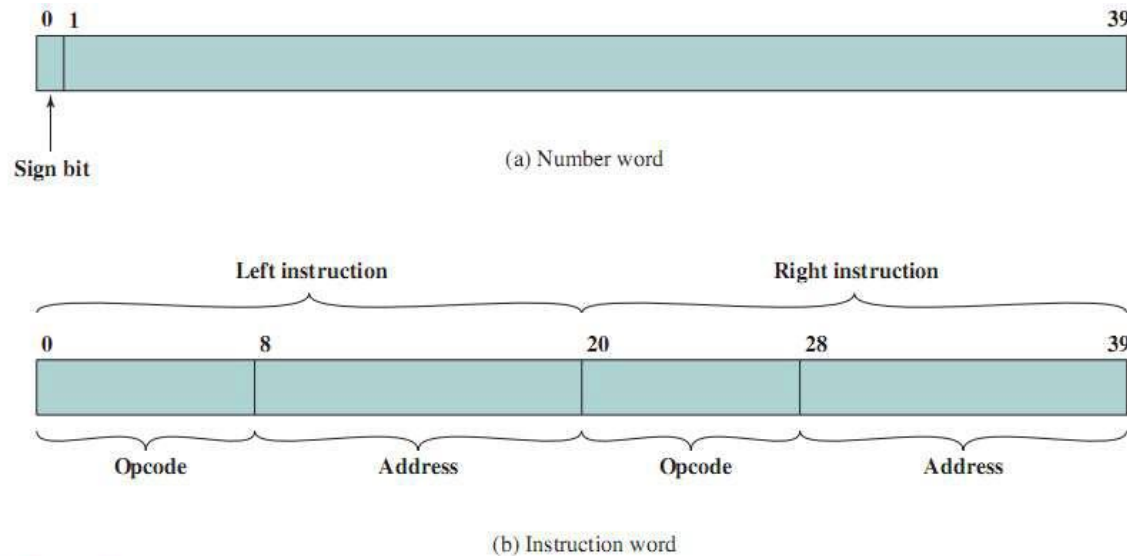 0 1 39
Sign bit
(a) Number word
Left instruction Right instruction
0 8 20 28 39
Opcode Address Opcode Address
(b) Instruction word